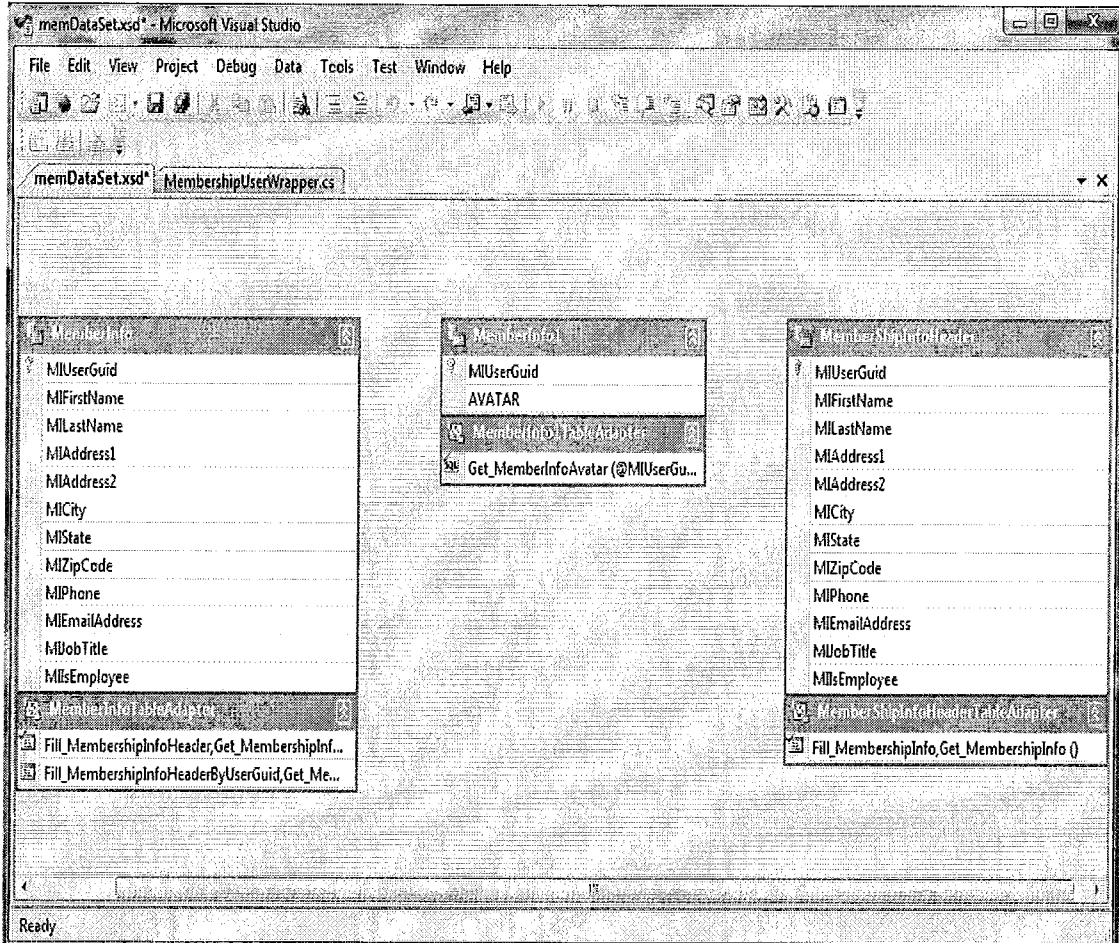 memDataSet.xsd* - Microsoft Visual Studio
File Edit View Project Debug Data Tools Test Window Help
memDataSet.xsd* MembershipUserWrapper.cs
MemberInfo
MIUserGuid
MIFirstName
MILastName
MIAddress1
MIAddress2
MICity
MIState
MIZipCode
MIPhone
MIEmailAddress
MIJobTitle
MIIsEmployee
MemberInfoTableAdapter
Fill_MembershipInfoHeader,Get_MembershipInf...
Fill_MembershipInfoHeaderByUserGuid,Get_Me...
MemberInfo1
MIUserGuid
AVATAR
MemberInfo1TableAdapter
SQL Get_MemberInfoAvatar (@MIUserGu...
MemberShipInfoHeader
MIUserGuid
MIFirstName
MILastName
MIAddress1
MIAddress2
MICity
MIState
MIZipCode
MIPhone
MIEmailAddress
MIJobTitle
MIIsEmployee
MemberShipInfoHeaderTableAdapter
Fill_MembershipInfo,Get_MembershipInfo ()
Ready